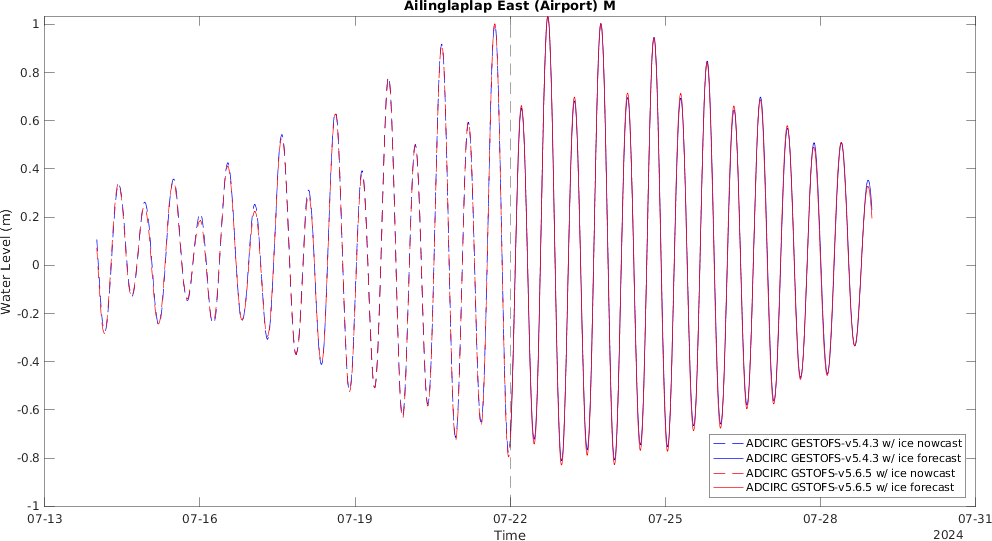 Ailinglaplap East (Airport) M
Water Level (m)
1
0.8
0.6
0.4
0.2
0
-0.2
-0.4
-0.6
-0.8
-1
07-13
07-16
07-19
07-22
07-25
07-28
07-31
Time
2024
ADCIRC GESTOFS-v5.4.3 w/ ice nowcast
ADCIRC GESTOFS-v5.4.3 w/ ice forecast
ADCIRC GSTOFS-v5.6.5 w/ ice nowcast
ADCIRC GSTOFS-v5.6.5 w/ ice forecast